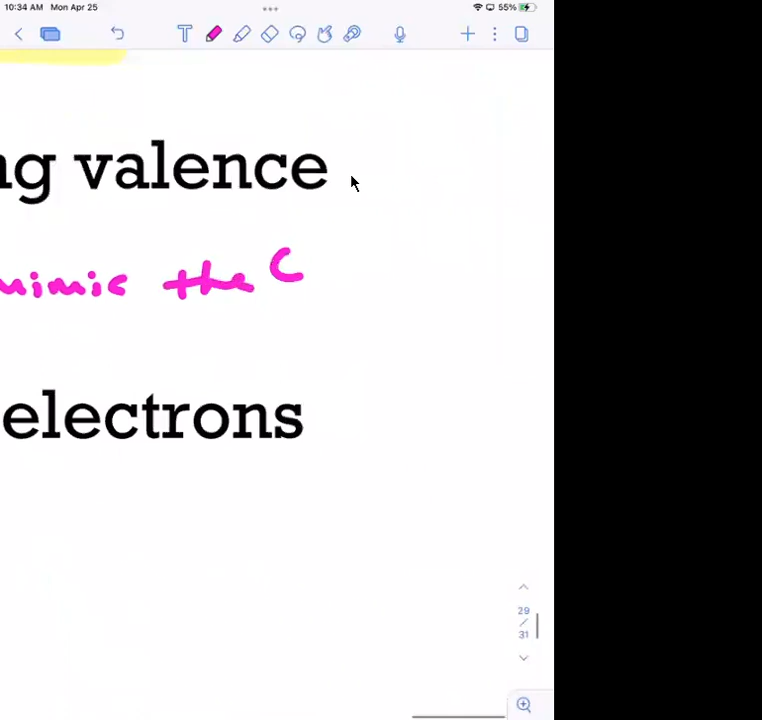 10:34 AM Mon Apr 25
55%
ng valence
mimic the C
electrons
29
/
31